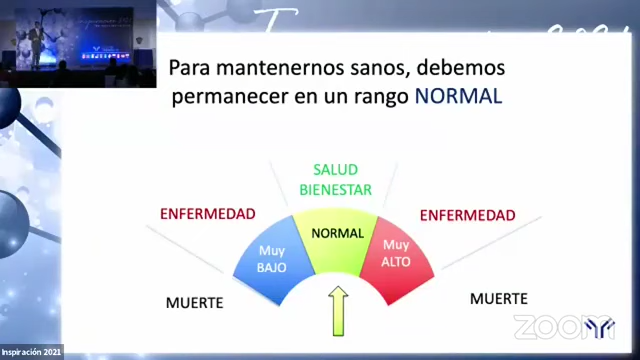 Para mantenernos sanos, debemos
permanecer en un rango NORMAL
SALUD
BIENESTAR
ENFERMEDAD
ENFERMEDAD
NORMAL
Muy
BAJO
Muy
ALTO
MUERTE
MUERTE
zoom
Inspiración 2021